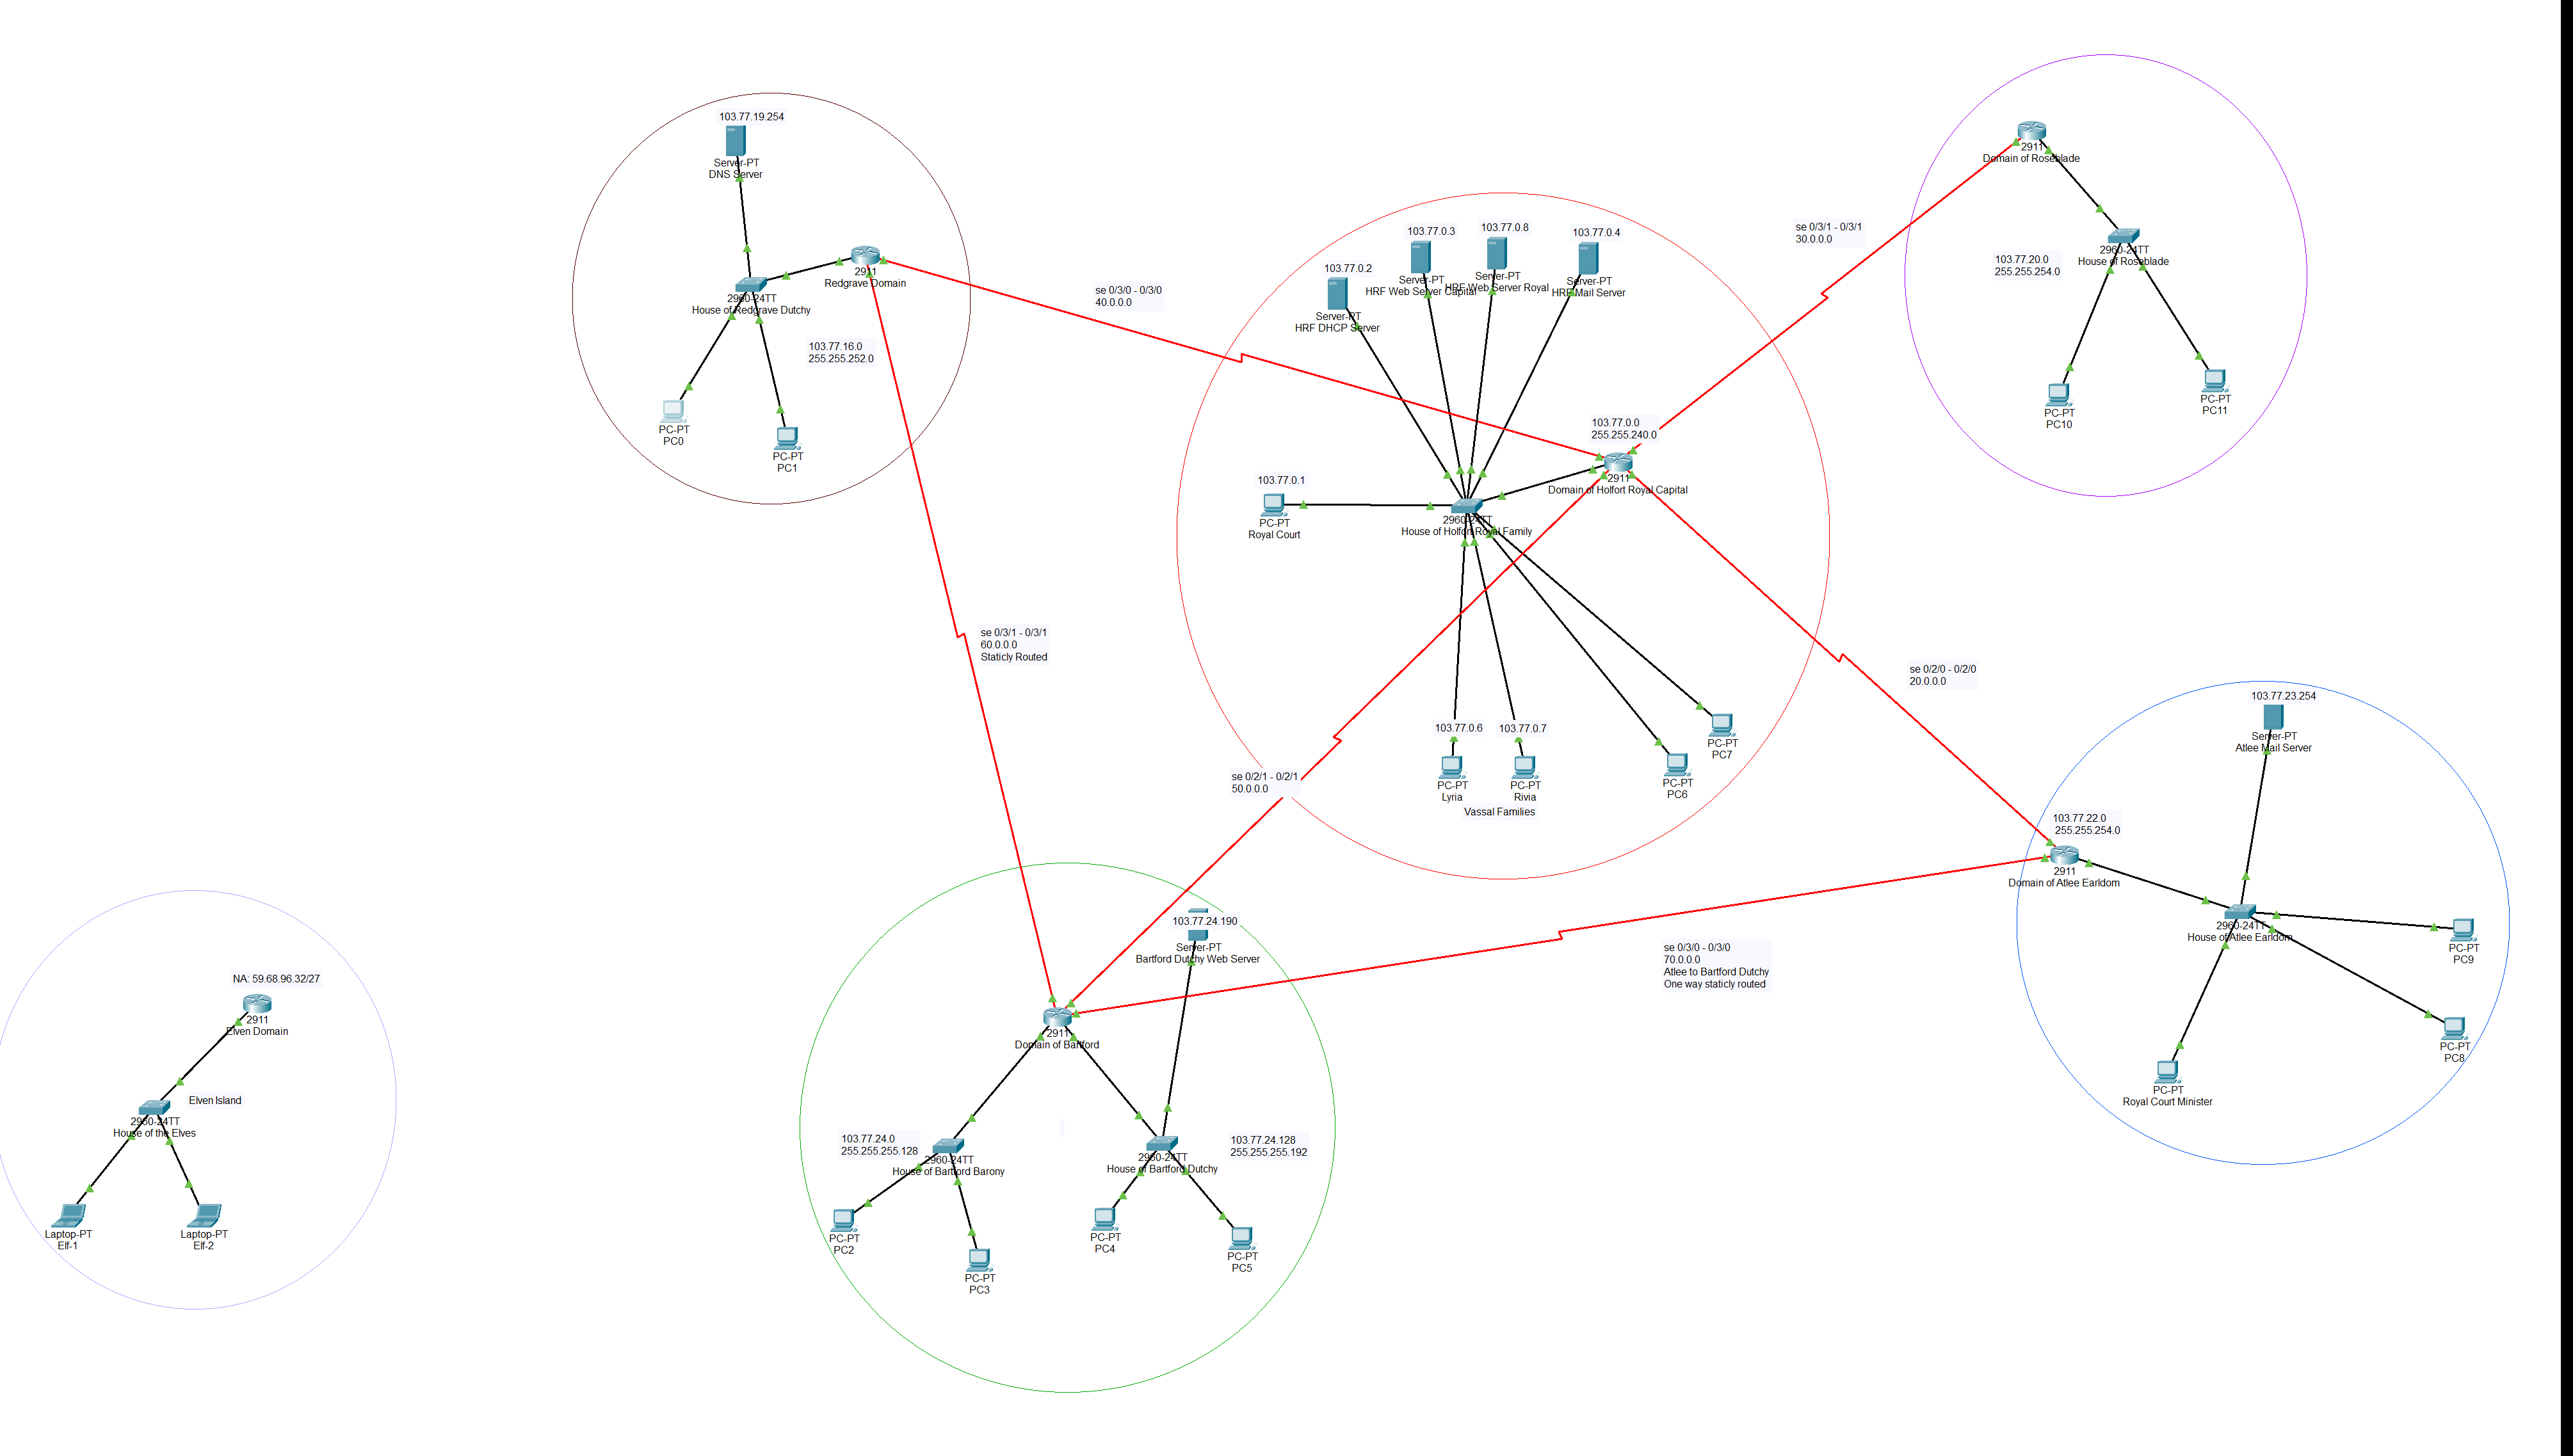 103.77.19.254
Server-PT
DNS Server
2911
Redgrave Domain
2960-24TT
House of Redgrave Dutchy
103.77.16.0
255.255.252.0
PC-PT
PC0
PC-PT
PC1
se 0/3/0 - 0/3/0
40.0.0.0
103.77.0.2
Server-PT
HRF DHCP Server
103.77.0.3
Server-PT
HRF Web Server Capital
103.77.0.8
Server-PT
HRF Web Server Royal
103.77.0.4
Server-PT
HRF Mail Server
103.77.0.0
255.255.240.0
2911
Domain of Holfort Royal Capital
103.77.0.1
PC-PT
Royal Court
2960-24TT
House of Holfort Royal Family
103.77.0.6
PC-PT
Lyria
103.77.0.7
PC-PT
Rivia
Vassal Families
PC-PT
PC6
PC-PT
PC7
se 0/3/1 - 0/3/1
30.0.0.0
2911
Domain of Roseblade
2960-24TT
House of Roseblade
103.77.20.0
255.255.254.0
PC-PT
PC10
PC-PT
PC11
se 0/3/1 - 0/3/1
60.0.0.0
Staticly Routed
se 0/2/1 - 0/2/1
50.0.0.0
se 0/2/0 - 0/2/0
20.0.0.0
103.77.23.254
Server-PT
Atlee Mail Server
103.77.22.0
255.255.254.0
2911
Domain of Atlee Earldom
2960-24TT
House of Atlee Earldom
PC-PT
PC9
PC-PT
PC8
PC-PT
Royal Court Minister
se 0/3/0 - 0/3/0
70.0.0.0
Atlee to Bartford Dutchy
One way staticly routed
103.77.24.190
Server-PT
Bartford Dutchy Web Server
2911
Domain of Bartford
103.77.24.0
255.255.255.128
2960-24TT
House of Bartford Barony
103.77.24.128
255.255.255.192
2960-24TT
House of Bartford Dutchy
PC-PT
PC2
PC-PT
PC3
PC-PT
PC4
PC-PT
PC5
NA: 59.68.96.32/27
2911
Elven Domain
Elven Island
2960-24TT
House of the Elves
Laptop-PT
Elf-1
Laptop-PT
Elf-2